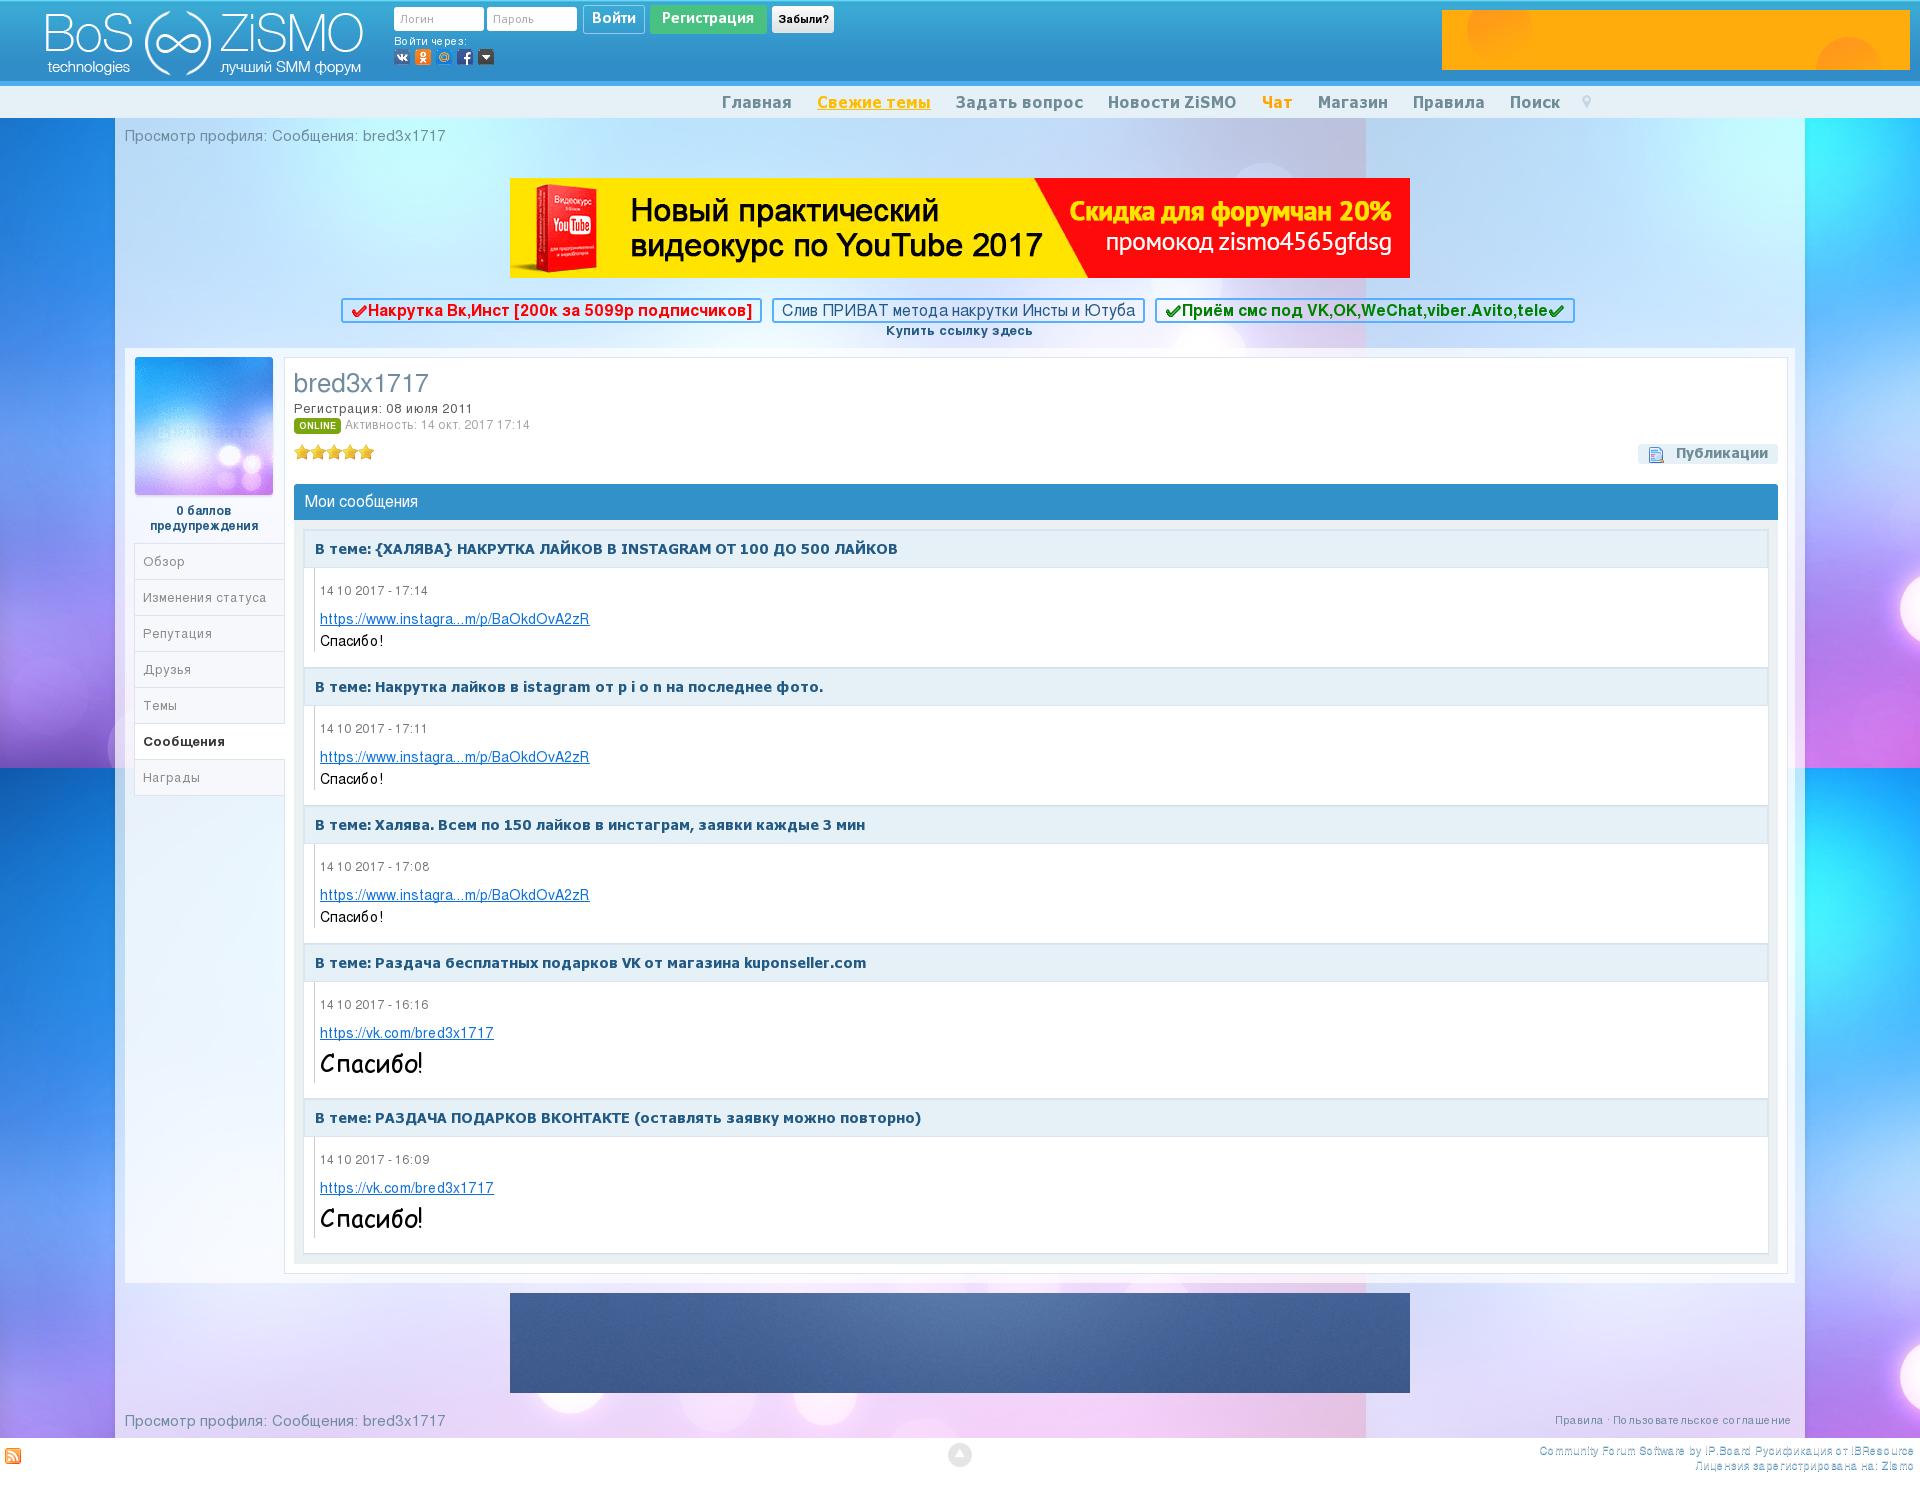 BoS ZiSMO
technologies лучший SMM форум
Логин Пароль Войти Регистрация Забыли?
Войти через:
Главная Свежие темы Задать вопрос Новости ZiSMO Чат Магазин Правила Поиск
Просмотр профиля: Сообщения: bred3x1717
Видеокурс
YouTube
Новый практический
видеокурс по YouTube 2017
Скидка для форумчан 20%
промокод zismo4565gfdsg
✔Накрутка Вк,Инст [200к за 5099р подписчиков]
Слив ПРИВАТ метода накрутки Инсты и Ютуба
✔Приём смс под VK,OK,WeChat,viber.Avito,tele✔
Купить ссылку здесь
bred3x1717
Регистрация: 08 июля 2011
ONLINE Активность: 14 окт. 2017 17:14
Публикации
0 баллов
предупреждения
Обзор
Изменения статуса
Репутация
Друзья
Темы
Сообщения
Награды
Мои сообщения
В теме: {ХАЛЯВА} НАКРУТКА ЛАЙКОВ В INSTAGRAM ОТ 100 ДО 500 ЛАЙКОВ
14 10 2017 - 17:14
https://www.instagra...m/p/BaOkdOvA2zR
Спасибо!
В теме: Накрутка лайков в istagram от p i o n на последнее фото.
14 10 2017 - 17:11
https://www.instagra...m/p/BaOkdOvA2zR
Спасибо!
В теме: Халява. Всем по 150 лайков в инстаграм, заявки каждые 3 мин
14 10 2017 - 17:08
https://www.instagra...m/p/BaOkdOvA2zR
Спасибо!
В теме: Раздача бесплатных подарков VK от магазина kuponseller.com
14 10 2017 - 16:16
https://vk.com/bred3x1717
Спасибо!
В теме: РАЗДАЧА ПОДАРКОВ ВКОНТАКТЕ (оставлять заявку можно повторно)
14 10 2017 - 16:09
https://vk.com/bred3x1717
Спасибо!
Просмотр профиля: Сообщения: bred3x1717
Правила · Пользовательское соглашение
Community Forum Software by IP.Board Русификация от IBResource
Лицензия зарегистрирована на: Zismo